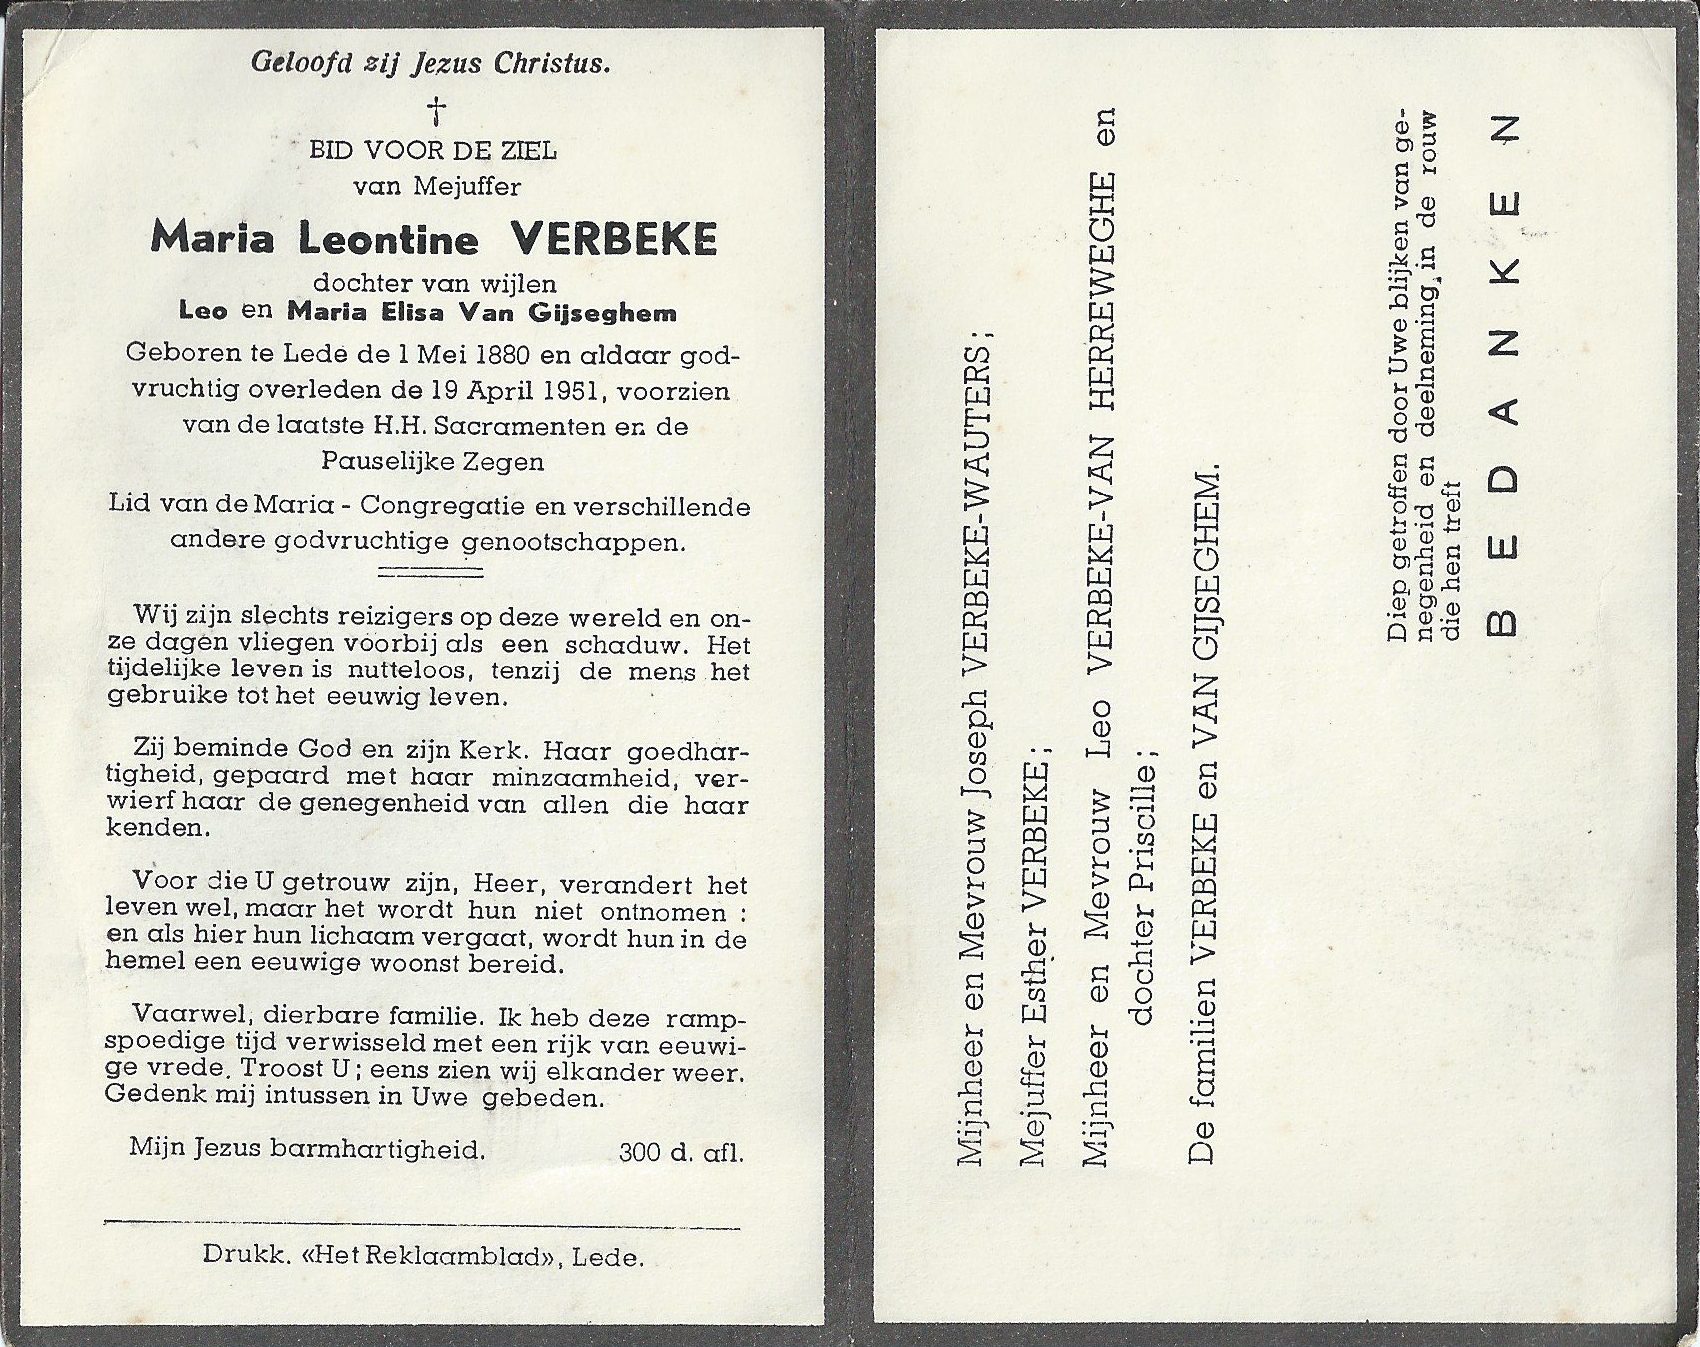 Geloofd zij Jezus Christus.
†
BID VOOR DE ZIEL
van Mejuffer
Maria Leontine VERBEKE
dochter van wijlen
Leo en Maria Elisa Van Gijseghem
Geboren te Lede de 1 Mei 1880 en aldaar god-
vruchtig overleden de 19 April 1951, voorzien
van de laatste H.H. Sacramenten en de
Pauselijke Zegen
Lid van de Maria - Congregatie en verschillende
andere godvruchtige genootschappen.
Wij zijn slechts reizigers op deze wereld en on-
ze dagen vliegen voorbij als een schaduw. Het
tijdelijke leven is nutteloos, tenzij de mens het
gebruike tot het eeuwig leven.
Zij beminde God en zijn Kerk. Haar goedhar-
tigheid, gepaard met haar minzaamheid, ver-
wierf haar de genegenheid van allen die haar
kenden.
Voor die U getrouw zijn, Heer, verandert het
leven wel, maar het wordt hun niet ontnomen :
en als hier hun lichaam vergaat, wordt hun in de
hemel een eeuwige woonst bereid.
Vaarwel, dierbare familie. Ik heb deze ramp-
spoedige tijd verwisseld met een rijk van eeuwi-
ge vrede. Troost U ; eens zien wij elkander weer.
Gedenk mij intussen in Uwe gebeden.
Mijn Jezus barmhartigheid. 300 d. afl.
Drukk. «Het Reklaamblad», Lede.
Mijnheer en Mevrouw Joseph VERBEKE-WAUTERS ;
Mejuffer Esther VERBEKE ;
Mijnheer en Mevrouw Leo VERBEKE-VAN HERREWEGHE en
dochter Priscille ;
De familien VERBEKE en VAN GIJSEGHEM.
Diep getroffen door Uwe blijken van ge-
negenheid en deelneming in de rouw
die hen treft
BEDANKEN